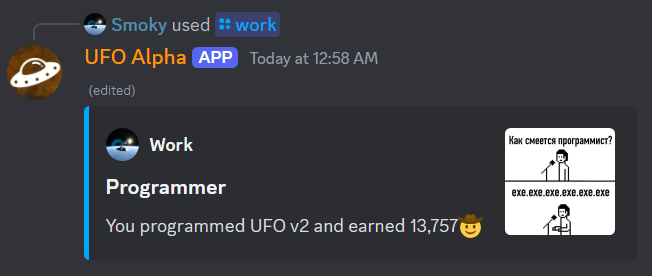 Smoky used work
UFO Alpha APP Today at 12:58 AM
(edited)
Work
Programmer
You programmed UFO v2 and earned 13,757🤠
Как смеется программист?
exe.exe.exe.exe.exe.exe